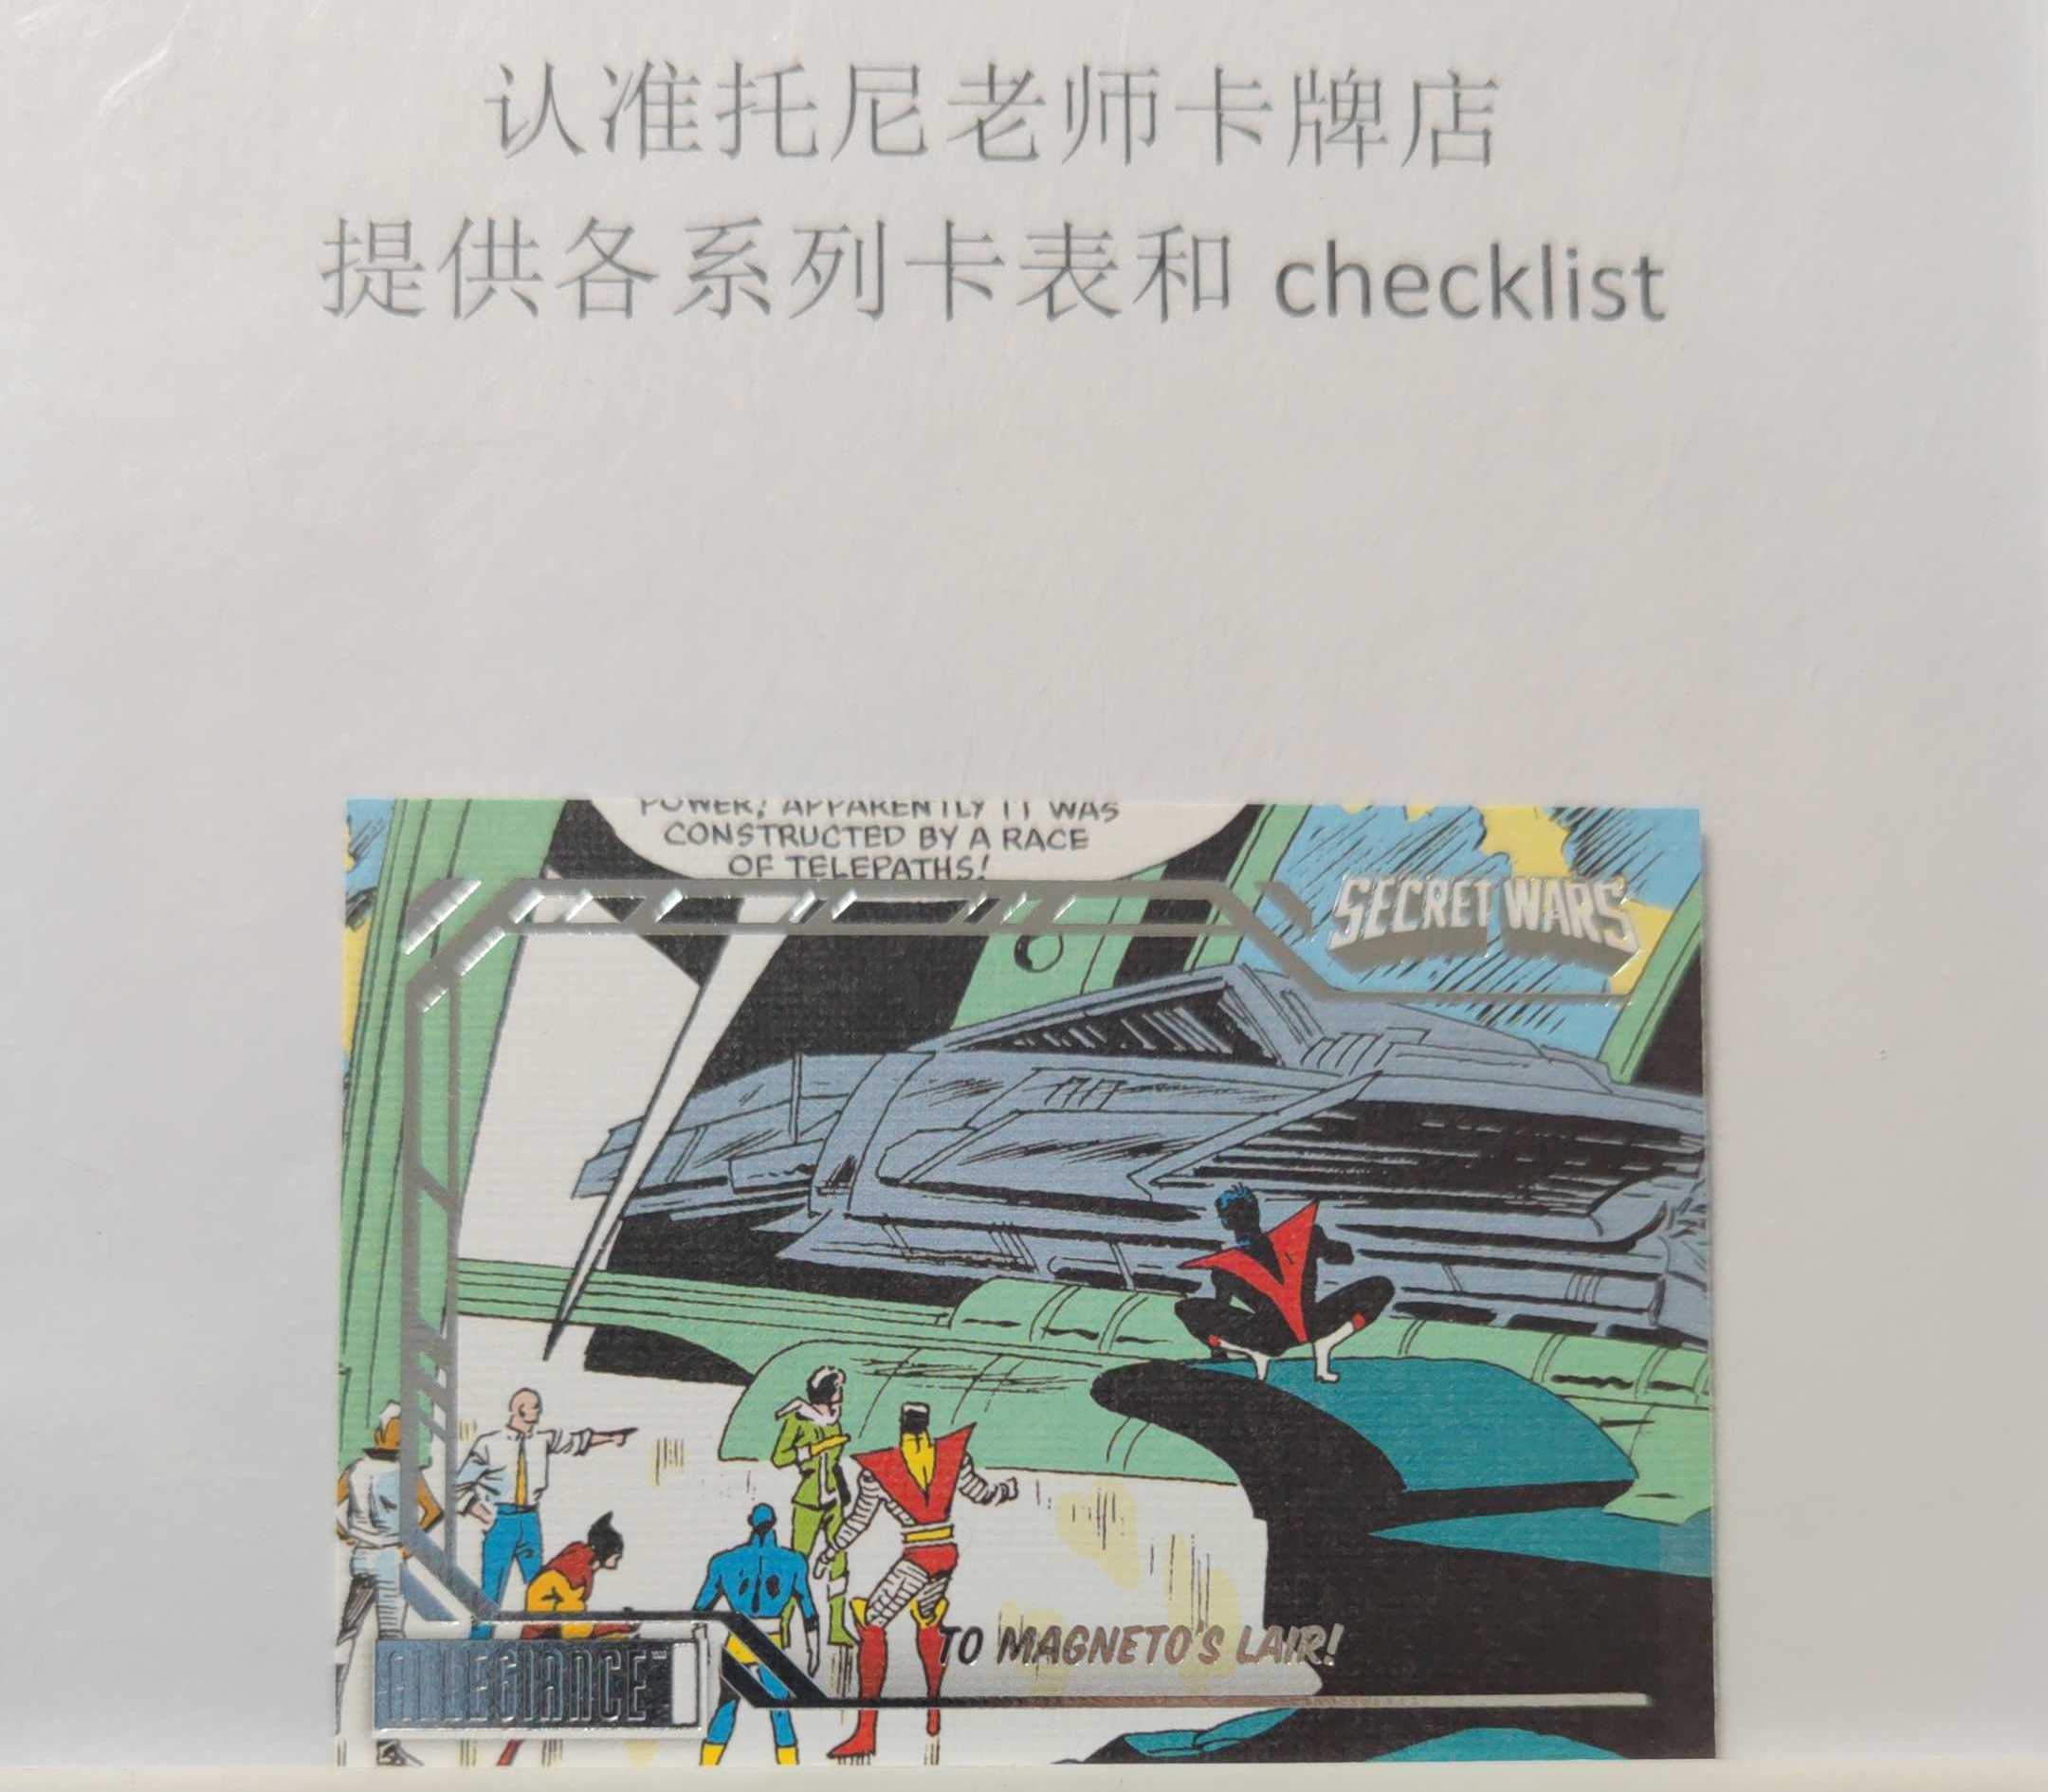 认准托尼老师卡牌店
提供各系列卡表和 checklist
POWER! APPARENTLY IT WAS
CONSTRUCTED BY A RACE
OF TELEPATHS!
SECRET WARS
TO MAGNETO'S LAIR!
ALLEGIANCE™